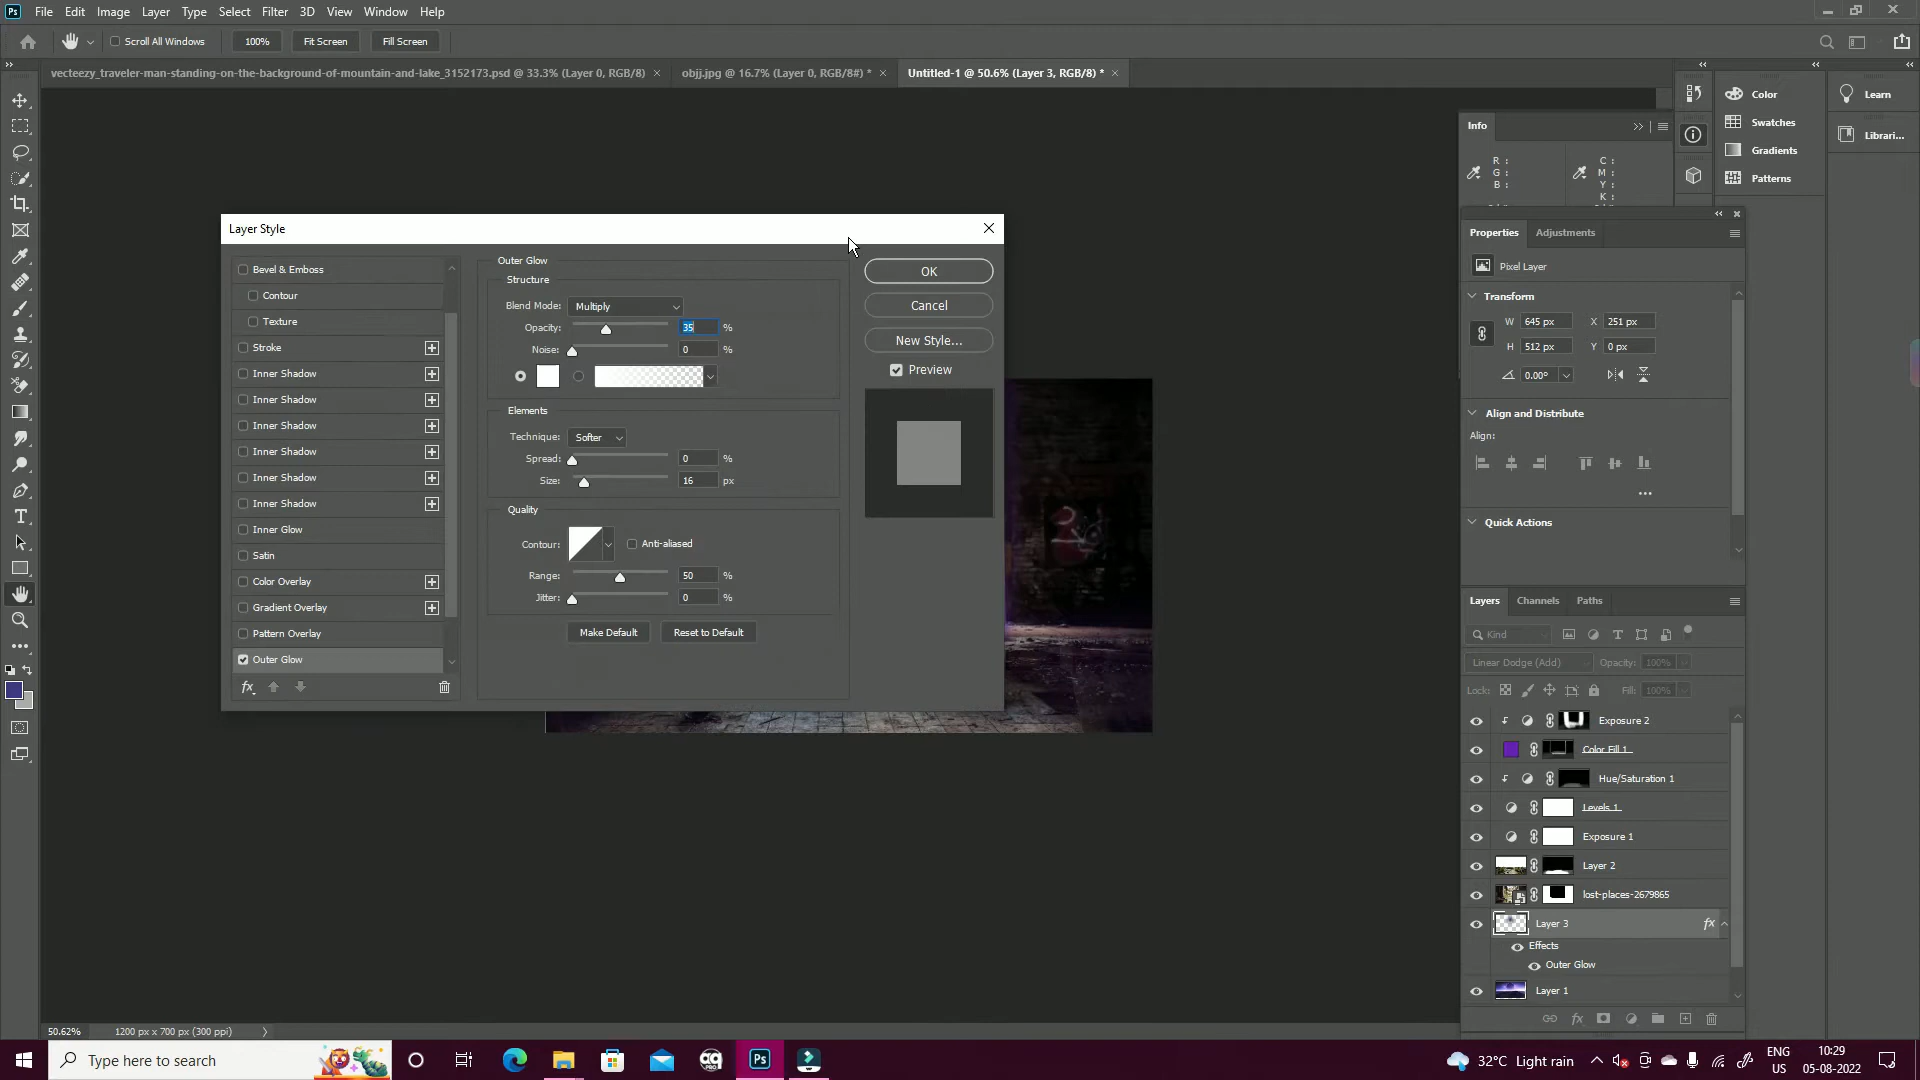 Ps File Edit Image Layer Type Select Filter 3D View Window Help
Scroll All Windows 100% Fit Screen Fill Screen
vecteezy_traveler-man-standing-on-the-background-of-mountain-and-lake_3152173.psd @ 33.3% (Layer 0, RGB/8) × objj.jpg @ 16.7% (Layer 0, RGB/8#) * × Untitled-1 @ 50.6% (Layer 3, RGB/8) * ×
Color
Swatches
Gradients
Patterns
Learn
Librari...
Info
R :
G :
B :
C :
M :
Y :
K :
Layer Style
Bevel & Emboss
Contour
Texture
Stroke
Inner Shadow
Inner Shadow
Inner Shadow
Inner Shadow
Inner Shadow
Inner Shadow
Inner Glow
Satin
Color Overlay
Gradient Overlay
Pattern Overlay
Outer Glow
fx
Outer Glow
Structure
Blend Mode: Multiply
Opacity: 35 %
Noise: 0 %
Elements
Technique: Softer
Spread: 0 %
Size: 16 px
Quality
Contour: Anti-aliased
Range: 50 %
Jitter: 0 %
Make Default Reset to Default
OK
Cancel
New Style...
Preview
Properties Adjustments
Pixel Layer
Transform
W 645 px X 251 px
H 512 px Y 0 px
0.00°
Align and Distribute
Align:
Quick Actions
Layers Channels Paths
Kind
Linear Dodge (Add) Opacity: 100%
Lock: Fill: 100%
Exposure 2
Color Fill 1
Hue/Saturation 1
Levels 1
Exposure 1
Layer 2
lost-places-2679865
Layer 3 fx
Effects
Outer Glow
Layer 1
fx
50.62% 1200 px x 700 px (300 ppi)
Type here to search
Ps
32°C Light rain
ENG
US
10:29
05-08-2022